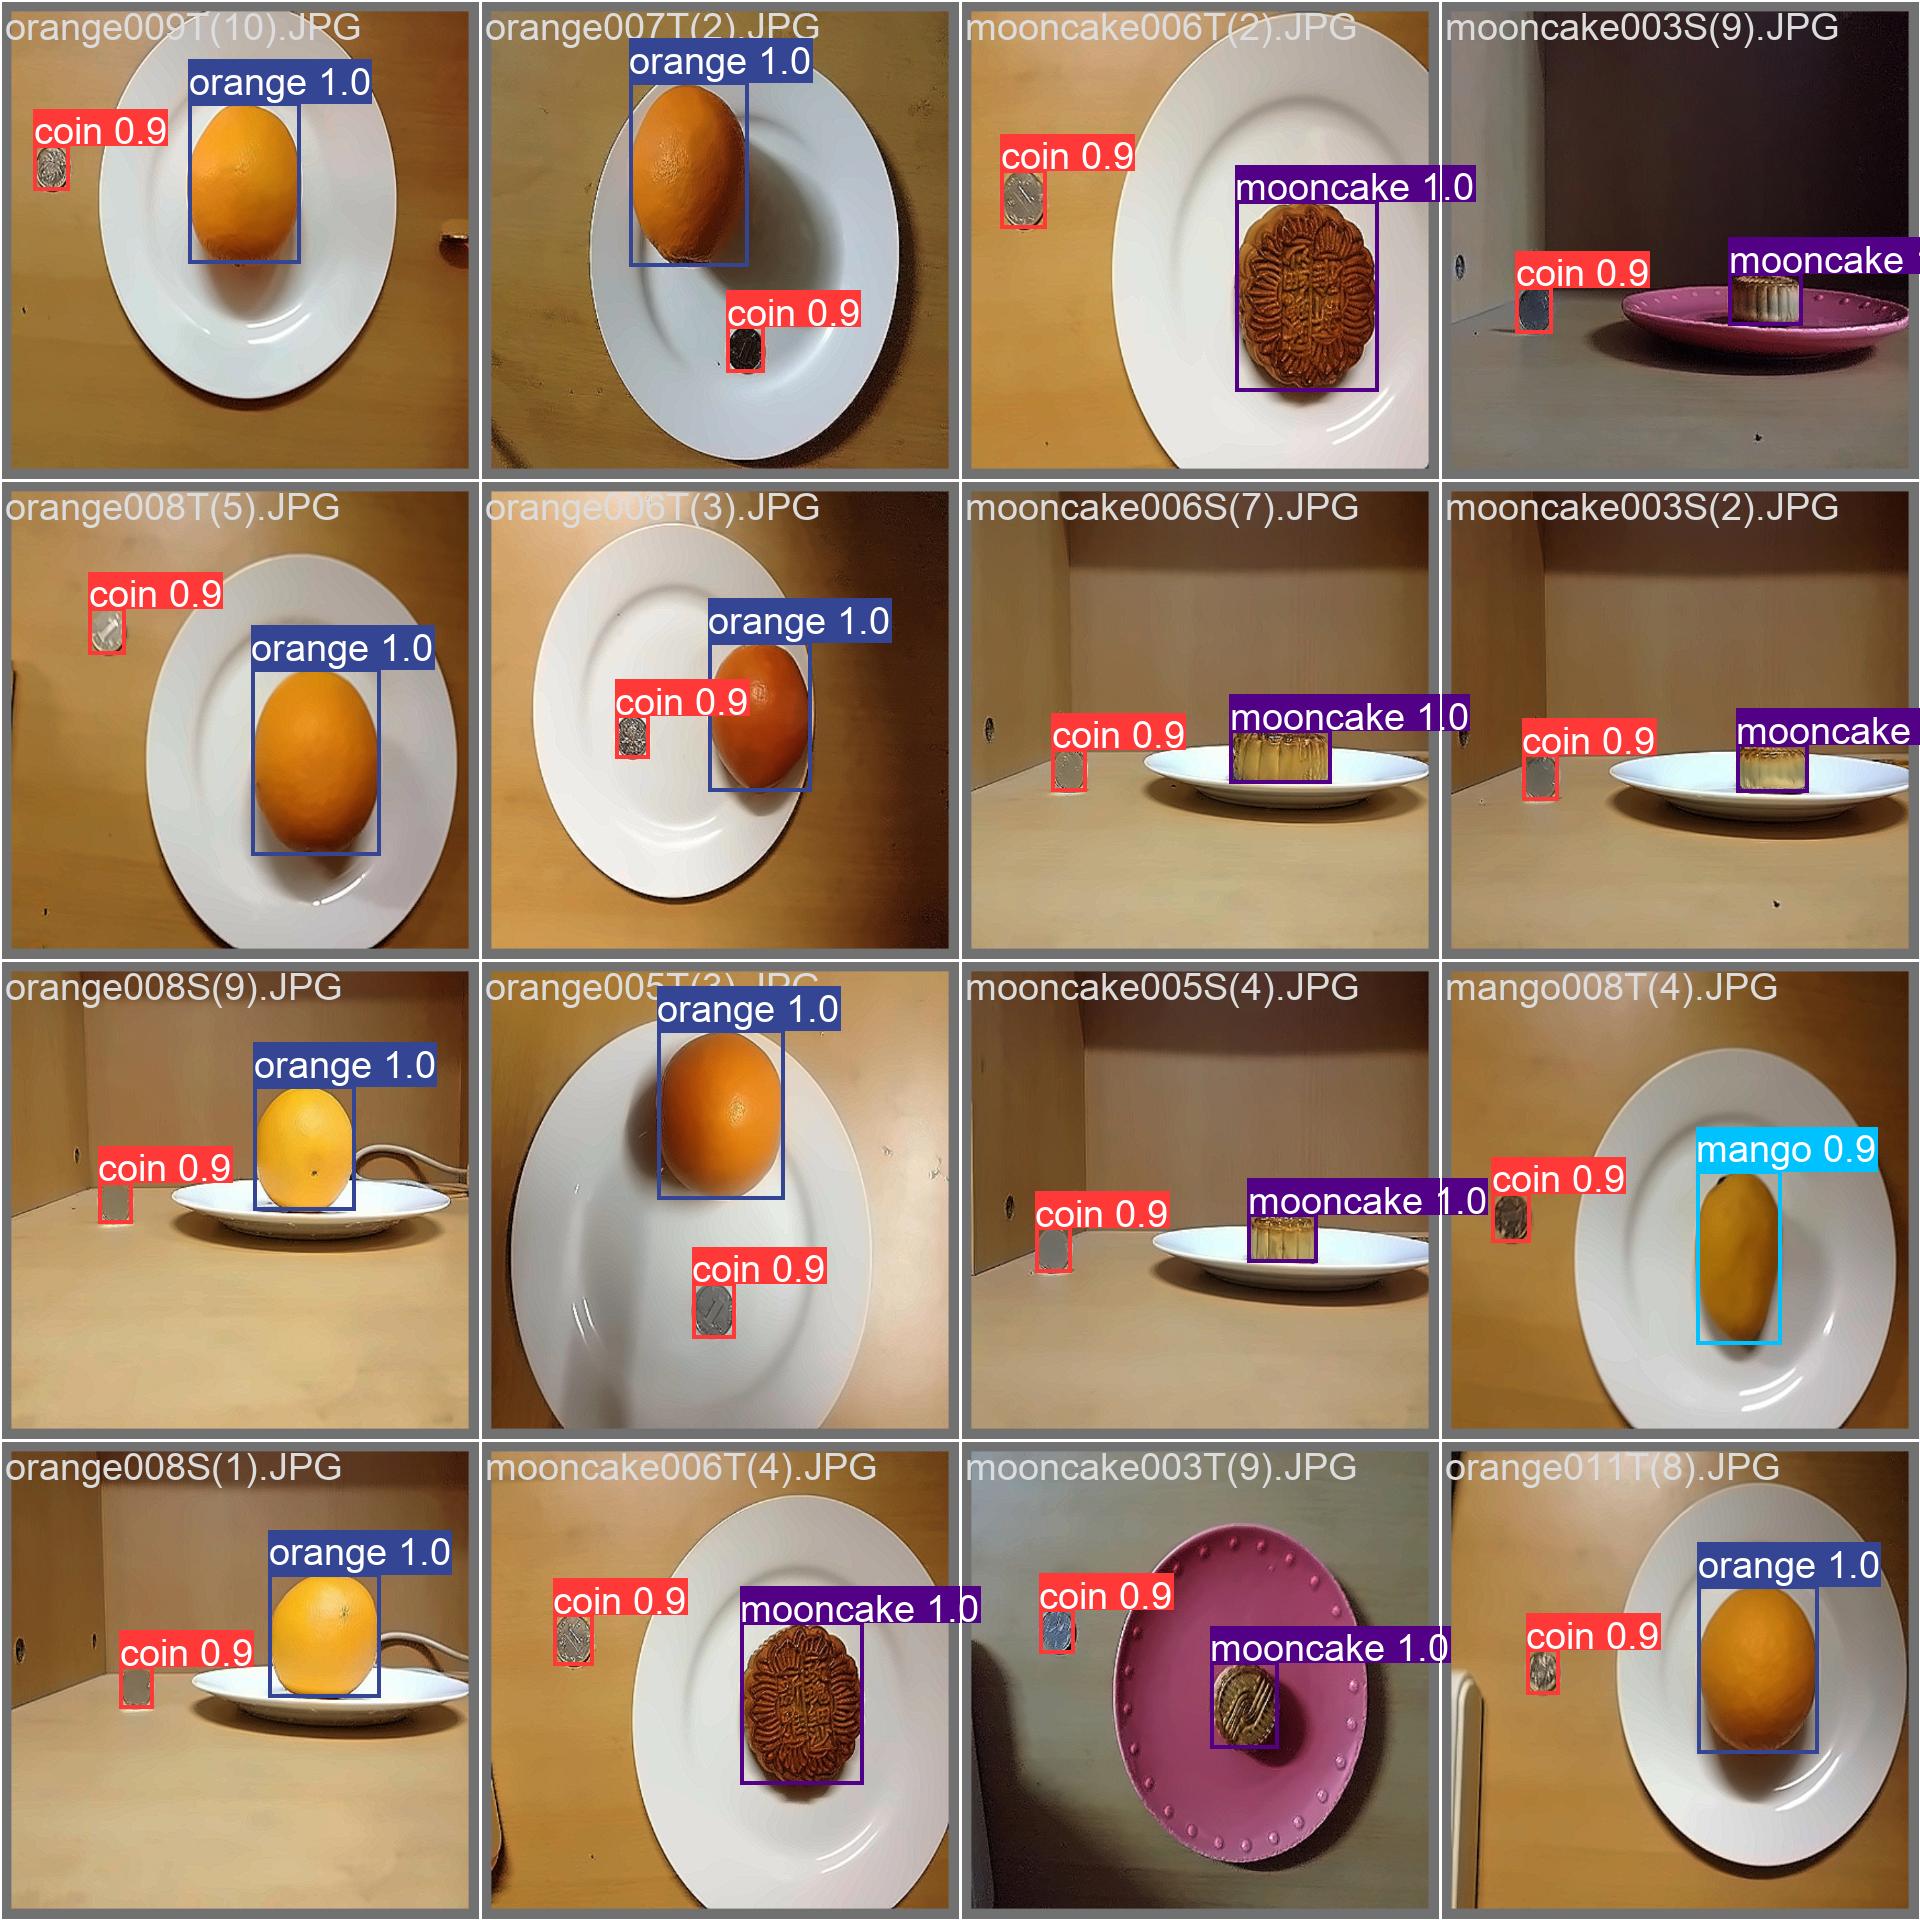 orange009T(10).JPG
orange 1.0
coin 0.9
orange007T(2).JPG
orange 1.0
coin 0.9
mooncake006T(2).JPG
coin 0.9
mooncake 1.0
mooncake003S(9).JPG
coin 0.9
mooncake
orange008T(5).JPG
coin 0.9
orange 1.0
orange006T(3).JPG
orange 1.0
coin 0.9
mooncake006S(7).JPG
coin 0.9
mooncake 1.0
mooncake003S(2).JPG
coin 0.9
mooncake
orange008S(9).JPG
orange 1.0
coin 0.9
orange005T(3).JPG
orange 1.0
coin 0.9
mooncake005S(4).JPG
coin 0.9
mooncake 1.0
mango008T(4).JPG
mango 0.9
coin 0.9
orange008S(1).JPG
orange 1.0
coin 0.9
mooncake006T(4).JPG
coin 0.9
mooncake 1.0
mooncake003T(9).JPG
coin 0.9
mooncake 1.0
orange011T(8).JPG
orange 1.0
coin 0.9